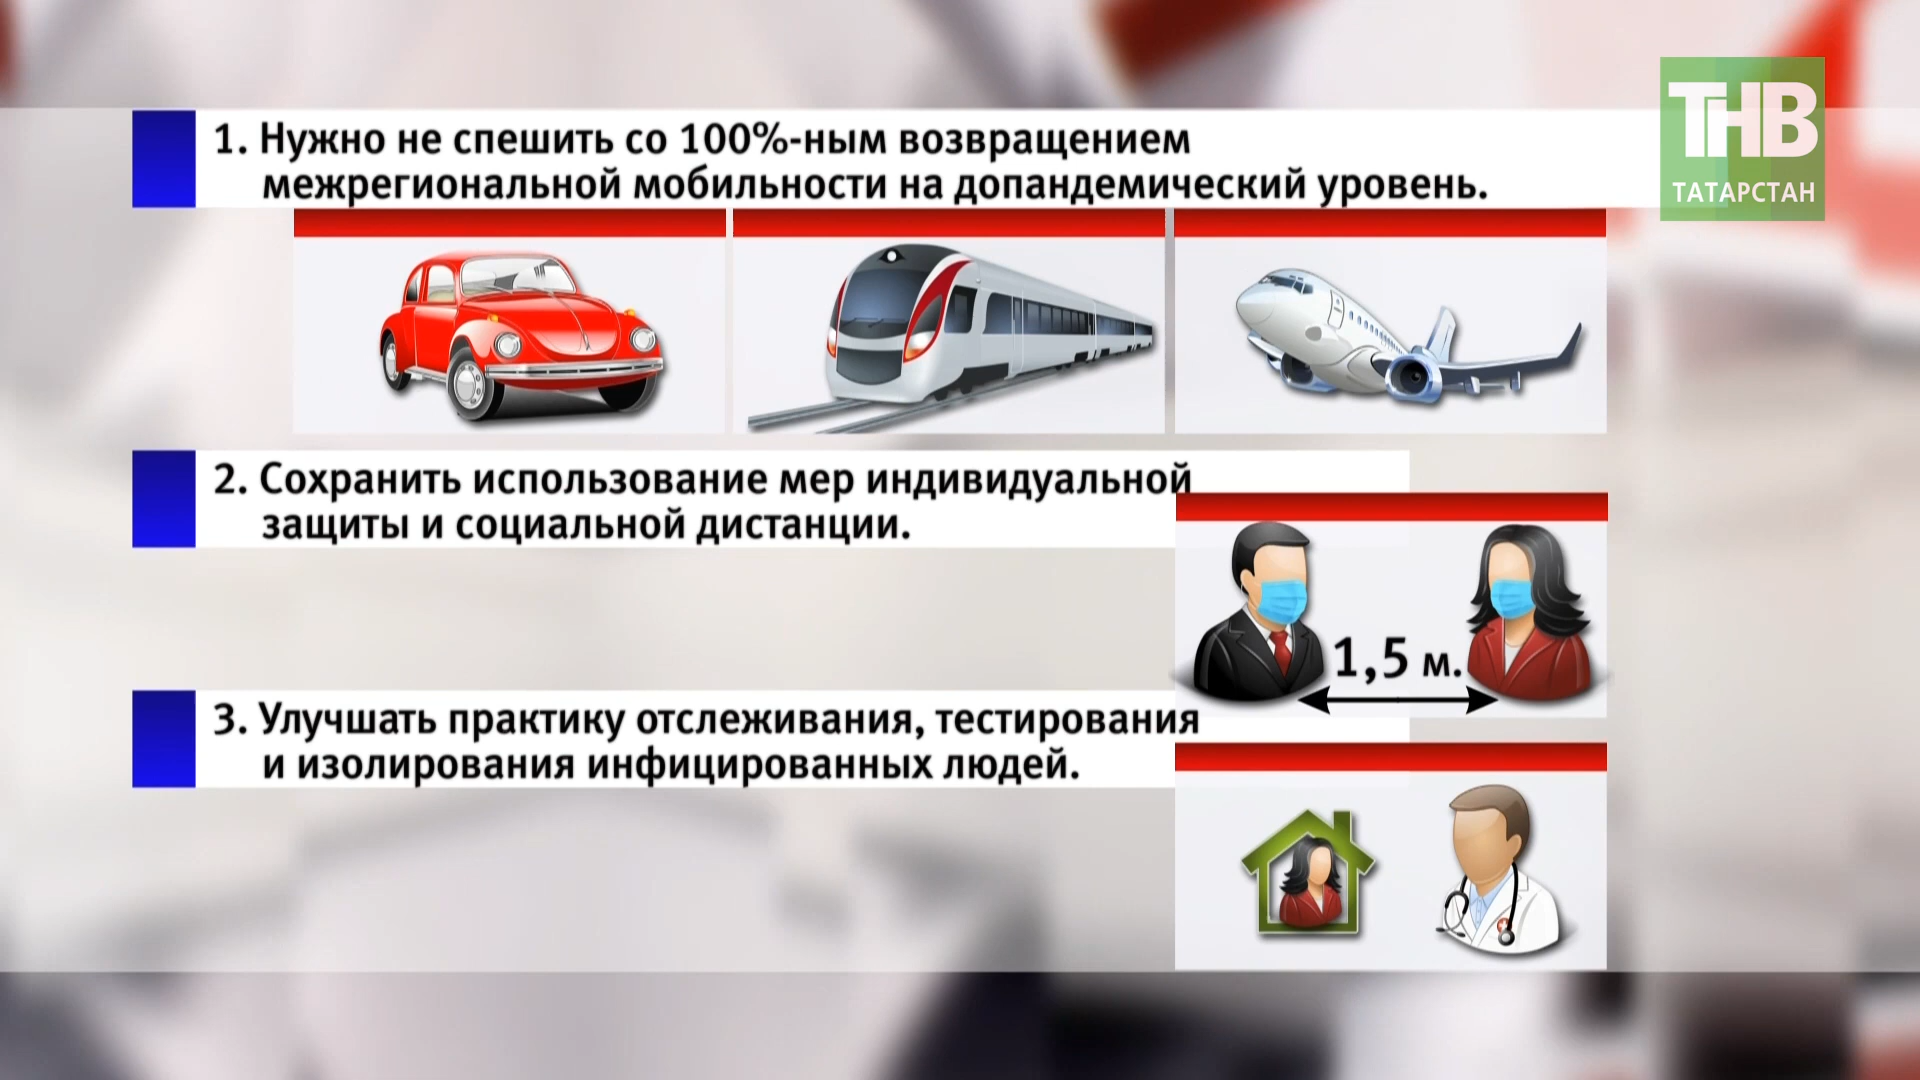 1. Нужно не спешить со 100%-ным возвращением
межрегиональной мобильности на допандемический уровень.
ТНВ
ТАТАРСТАН
2. Сохранить использование мер индивидуальной
защиты и социальной дистанции.
1,5 м.
3. Улучшать практику отслеживания, тестирования
и изолирования инфицированных людей.